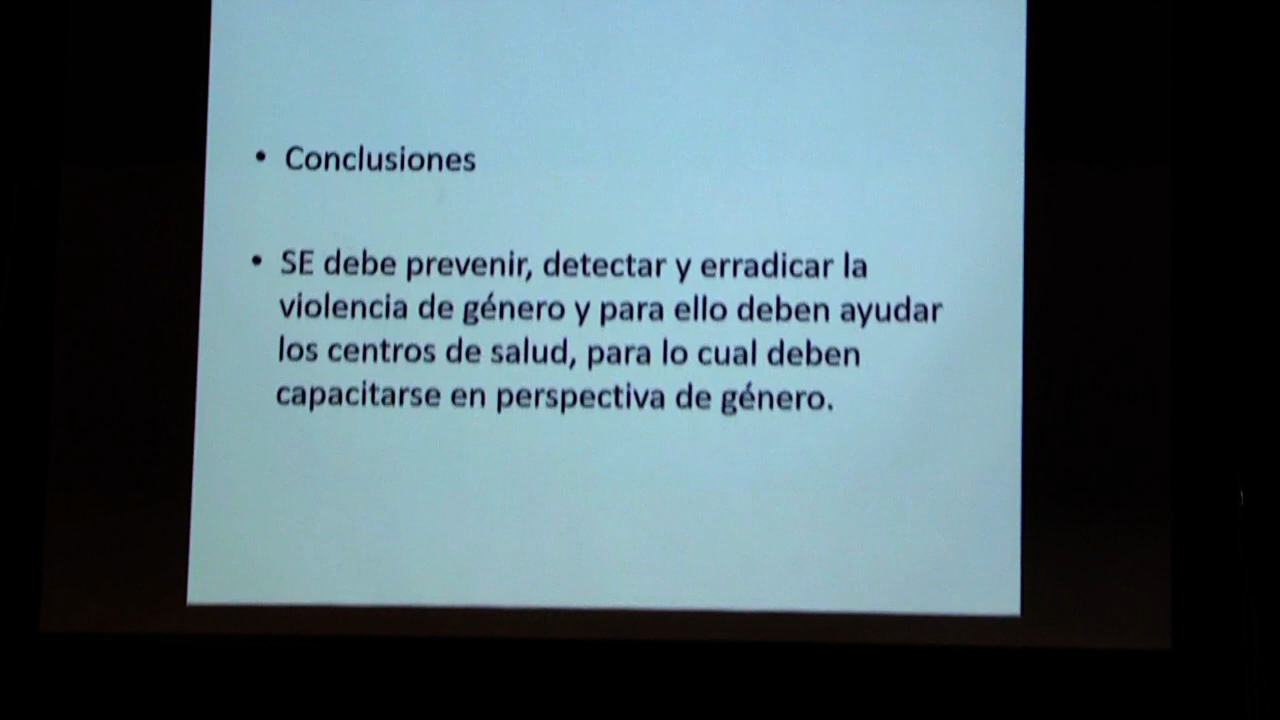 • Conclusiones
• SE debe prevenir, detectar y erradicar la
violencia de género y para ello deben ayudar
los centros de salud, para lo cual deben
capacitarse en perspectiva de género.